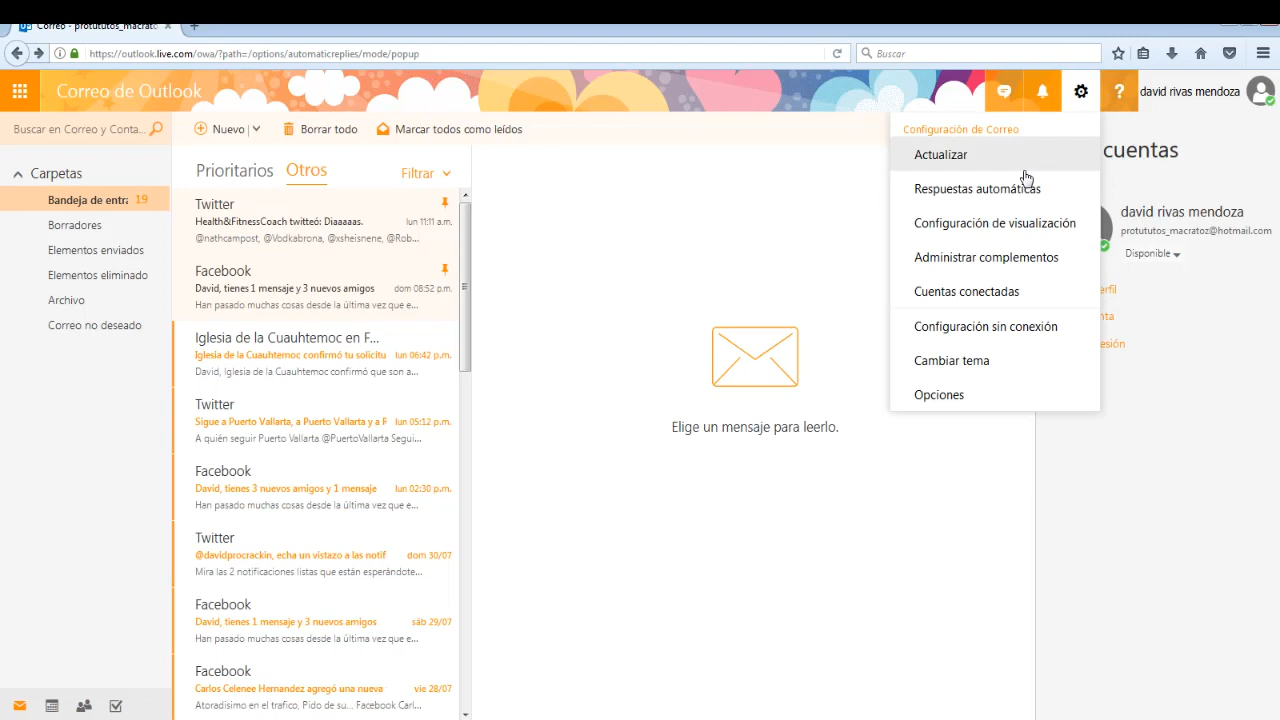 Correo - protututos_macrato
https://outlook.live.com/owa/?path=/options/automaticreplies/mode/popup
Buscar
Correo de Outlook
?
david rivas mendoza
Buscar en Correo y Conta...
Nuevo
Borrar todo
Marcar todos como leídos
Carpetas
Bandeja de entra 19
Borradores
Elementos enviados
Elementos eliminado
Archivo
Correo no deseado
Prioritarios
Otros
Filtrar
Twitter
Health&FitnessCoach twitteó: Diaaaas. lun 11:11 a.m.
@nathcampost, @Vodkabrona, @xsheisnene, @Rob...
Facebook
David, tienes 1 mensaje y 3 nuevos amigos dom 08:52 p.m.
Han pasado muchas cosas desde la última vez que e...
Iglesia de la Cuauhtemoc en F...
Iglesia de la Cuauhtemoc confirmó tu solicitu lun 06:42 p.m.
David, Iglesia de la Cuauhtemoc confirmó que son a...
Twitter
Sigue a Puerto Vallarta, a Puerto Vallarta y a F lun 05:12 p.m.
A quién seguir Puerto Vallarta @PuertoVallarta Seguí...
Facebook
David, tienes 3 nuevos amigos y 1 mensaje lun 02:30 p.m.
Han pasado muchas cosas desde la última vez que e...
Twitter
@davidprocrackin, echa un vistazo a las notif dom 30/07
Mira las 2 notificaciones listas que están esperándote...
Facebook
David, tienes 1 mensaje y 3 nuevos amigos sáb 29/07
Han pasado muchas cosas desde la última vez que e...
Facebook
Carlos Celenee Hernandez agregó una nueva vie 28/07
Atoradísimo en el trafico, Pido de su... Facebook Carl...
Elige un mensaje para leerlo.
Configuración de Correo
Actualizar
Respuestas automáticas
Configuración de visualización
Administrar complementos
Cuentas conectadas
Configuración sin conexión
Cambiar tema
Opciones
cuentas
david rivas mendoza
protututos_macratoz@hotmail.com
Disponible
erfil
nta
esión